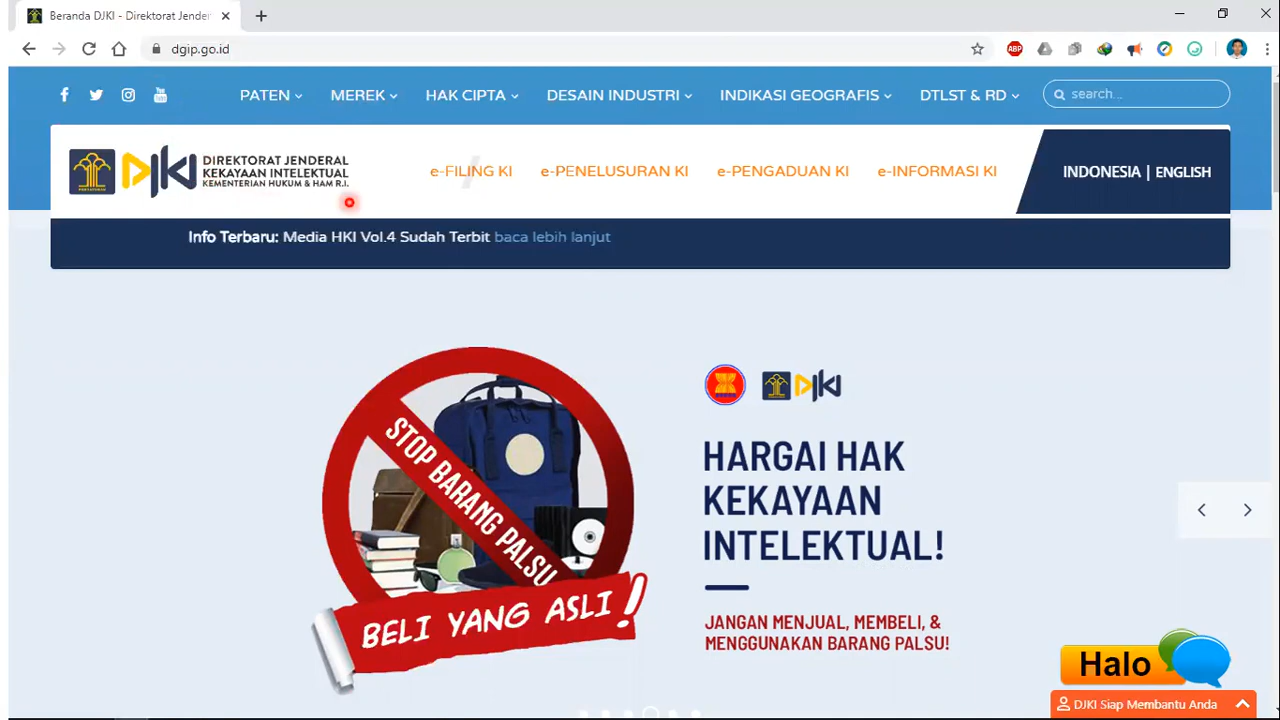 Beranda DJKI - Direktorat Jender
dgip.go.id
ABP
You
PATEN MEREK HAK CIPTA DESAIN INDUSTRI INDIKASI GEOGRAFIS DTLST & RD search...
DJKI
DIREKTORAT JENDERAL
KEKAYAAN INTELEKTUAL
KEMENTERIAN HUKUM & HAM R.I.
e-FILING KI e-PENELUSURAN KI e-PENGADUAN KI e-INFORMASI KI
INDONESIA | ENGLISH
Info Terbaru: Media HKI Vol.4 Sudah Terbit baca lebih lanjut
STOP BARANG PALSU
BELI YANG ASLI!
DJKI
HARGAI HAK
KEKAYAAN
INTELEKTUAL!
JANGAN MENJUAL, MEMBELI, &
MENGGUNAKAN BARANG PALSU!
Halo
DJKI Siap Membantu Anda